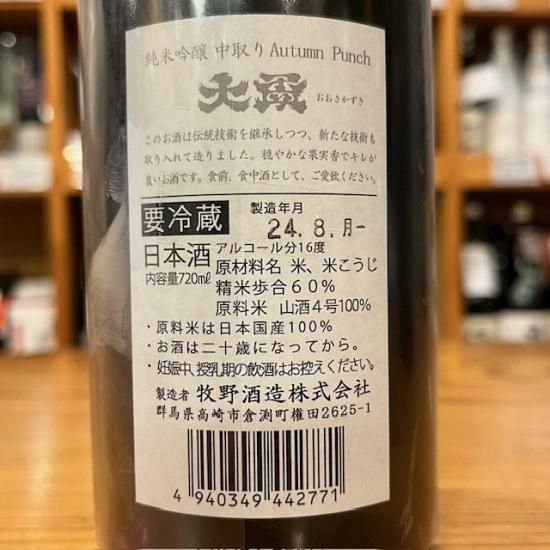 純米吟醸 中取り Autumn Punch
大盃 おおさかずき
このお酒は伝統技術を継承しつつ、新たな技術も
取り入れて造りました。穏やかな果実香でキレが
良いお酒です。食前、食中酒として、ご愛飲ください。
要冷蔵 製造年月
24.8.月−
日本酒 アルコール分16度
内容量720㎖ 原材料名 米、米こうじ
精米歩合60%
原料米 山酒4号100%
・原料米は日本国産100%
・お酒は二十歳になってから。
・妊娠中、授乳期の飲酒はお控えください。
製造者 牧野酒造株式会社
群馬県高崎市倉渕町権田2625-1
4 940349 442771